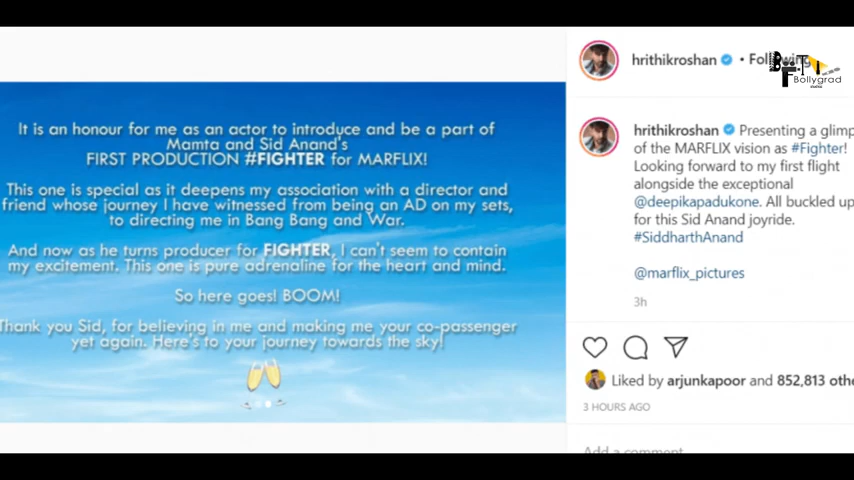 It is an honour for me as an actor to introduce and be a part of
Mamta and Sid Anand's
FIRST PRODUCTION #FIGHTER for MARFLIX!
This one is special as it deepens my association with a director and
friend whose journey I have witnessed from being an AD on my sets,
to directing me in Bang Bang and War.
And now as he turns producer for FIGHTER, I can't seem to contain
my excitement. This one is pure adrenaline for the heart and mind.
So here goes! BOOM!
Thank you Sid, for believing in me and making me your co-passenger
yet again. Here's to your journey towards the sky!
hrithikroshan • Following
Bollygrad
hrithikroshan Presenting a glimp
of the MARFLIX vision as #Fighter!
Looking forward to my first flight
alongside the exceptional
@deepikapadukone. All buckled up
for this Sid Anand joyride.
#SiddharthAnand
@marflix_pictures
3h
Liked by arjunkapoor and 852,813 othe
3 HOURS AGO
Add a comment